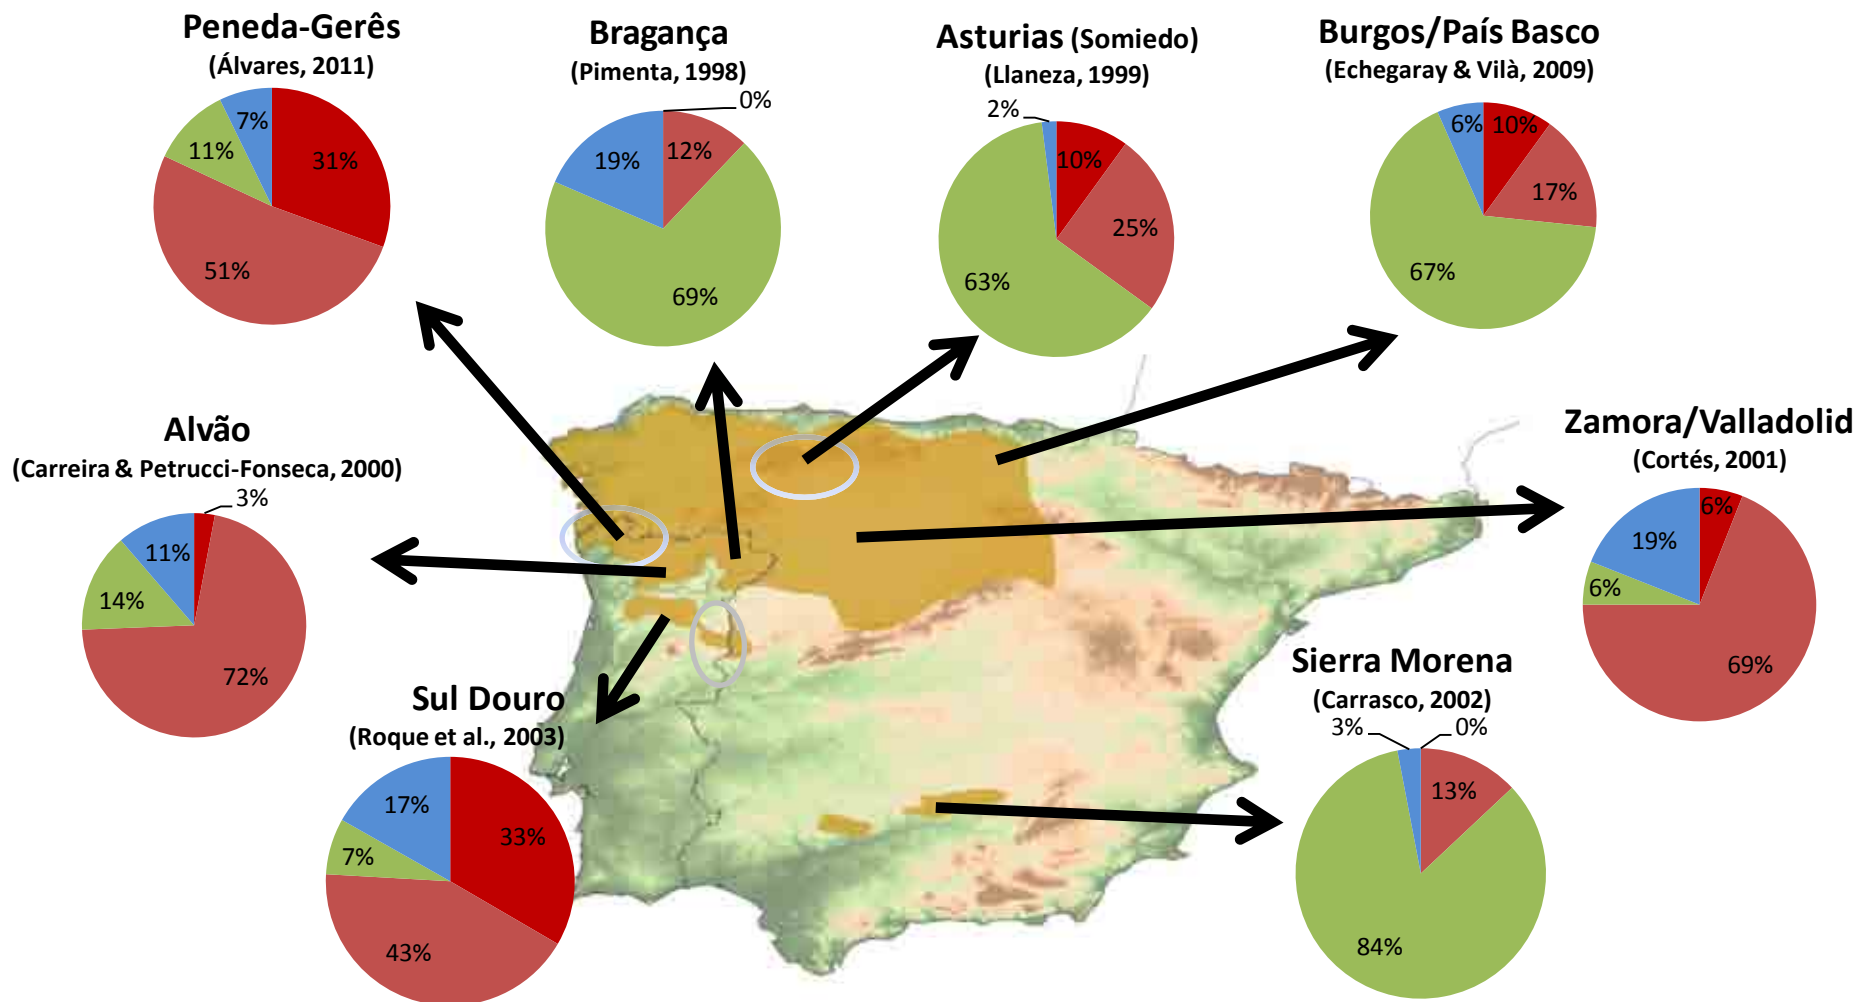 Peneda-Gerês
(Álvares, 2011)
7%
31%
11%
51%
Bragança
(Pimenta, 1998)
0%
12%
19%
69%
Asturias (Somiedo)
(Llaneza, 1999)
2%
10%
25%
63%
Burgos/País Basco
(Echegaray & Vilà, 2009)
6%
10%
17%
67%
Alvão
(Carreira & Petrucci-Fonseca, 2000)
3%
11%
14%
72%
Zamora/Valladolid
(Cortés, 2001)
6%
19%
6%
69%
Sul Douro
(Roque et al., 2003)
17%
33%
7%
43%
Sierra Morena
(Carrasco, 2002)
3%
0%
13%
84%